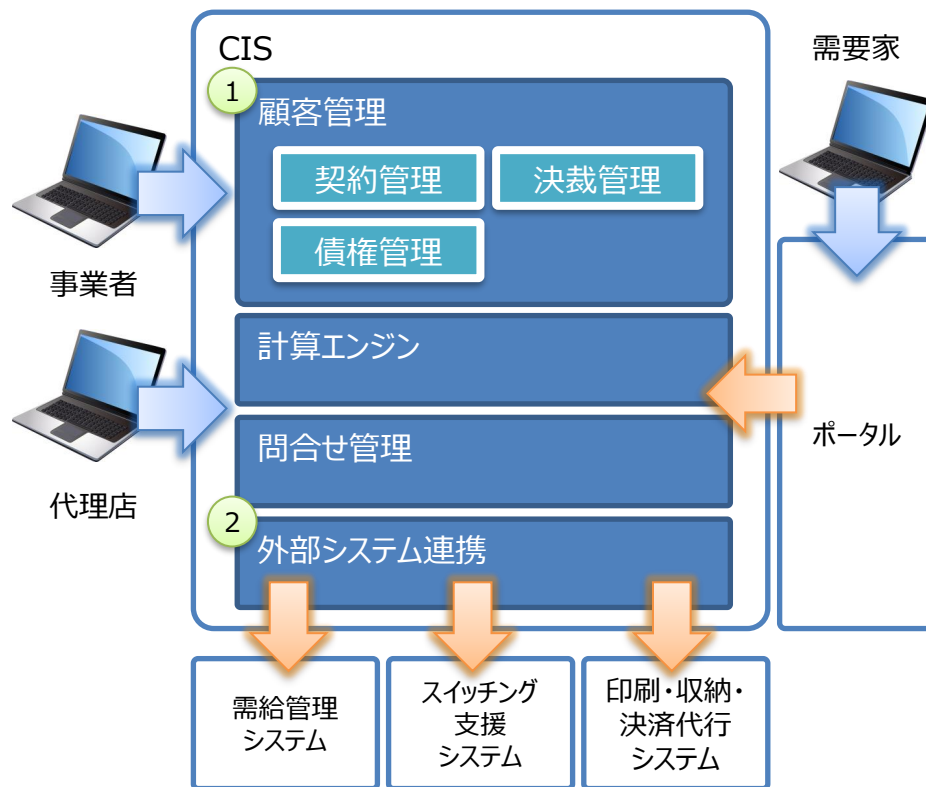 CIS
需要家
1
顧客管理
契約管理
決裁管理
債権管理
事業者
計算エンジン
ポータル
問合せ管理
代理店
2
外部システム連携
需給管理
システム
スイッチング
支援
システム
印刷・収納・
決済代行
システム